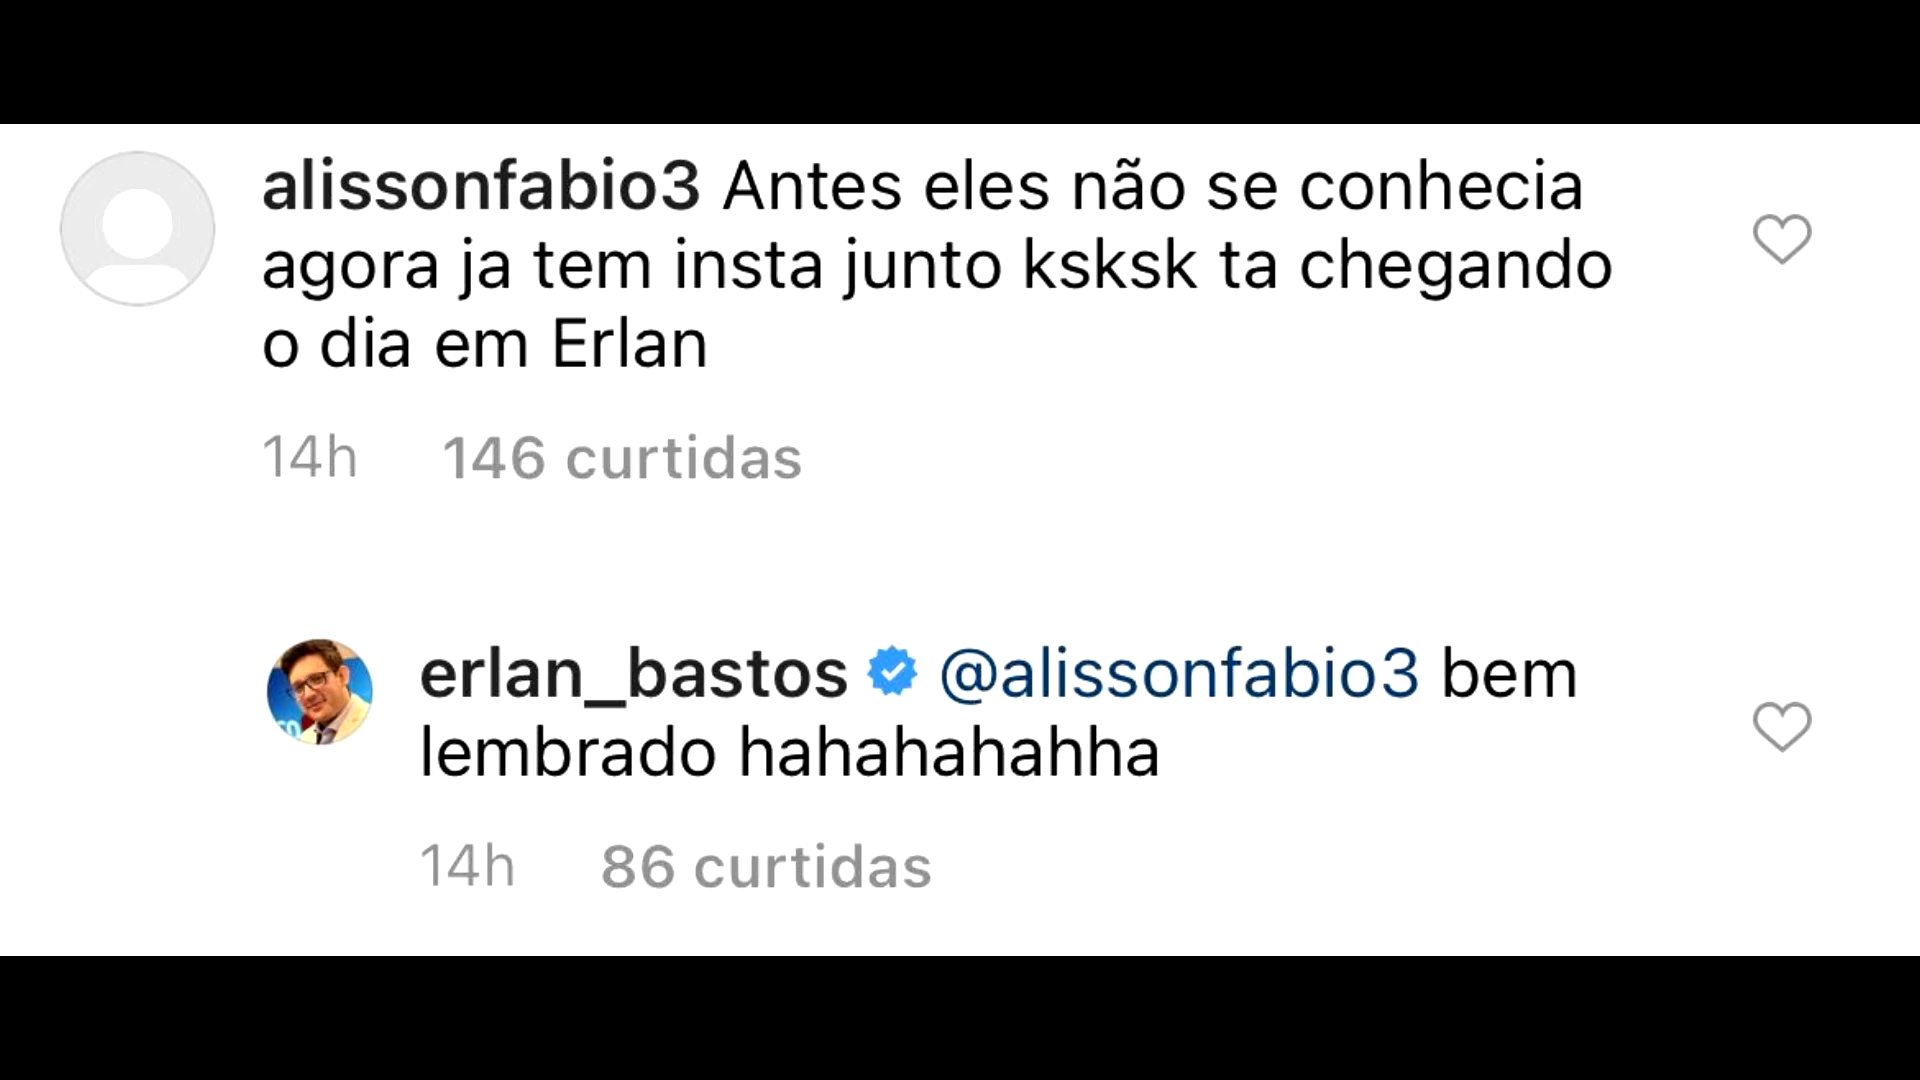 alissonfabio3 Antes eles não se conhecia
agora ja tem insta junto ksksk ta chegando
o dia em Erlan
14h 146 curtidas
erlan_bastos @alissonfabio3 bem
lembrado hahahahahha
14h 86 curtidas